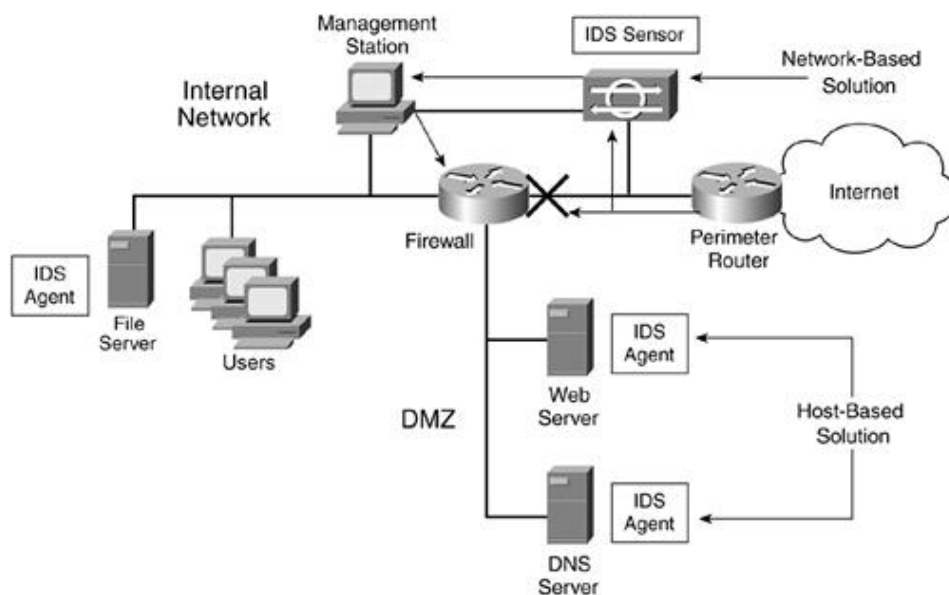 Management
Station
IDS Sensor
Network-Based
Solution
Internal
Network
Internet
Firewall
Perimeter
Router
IDS
Agent
File
Server
Users
Web
Server
IDS
Agent
DMZ
Host-Based
Solution
DNS
Server
IDS
Agent